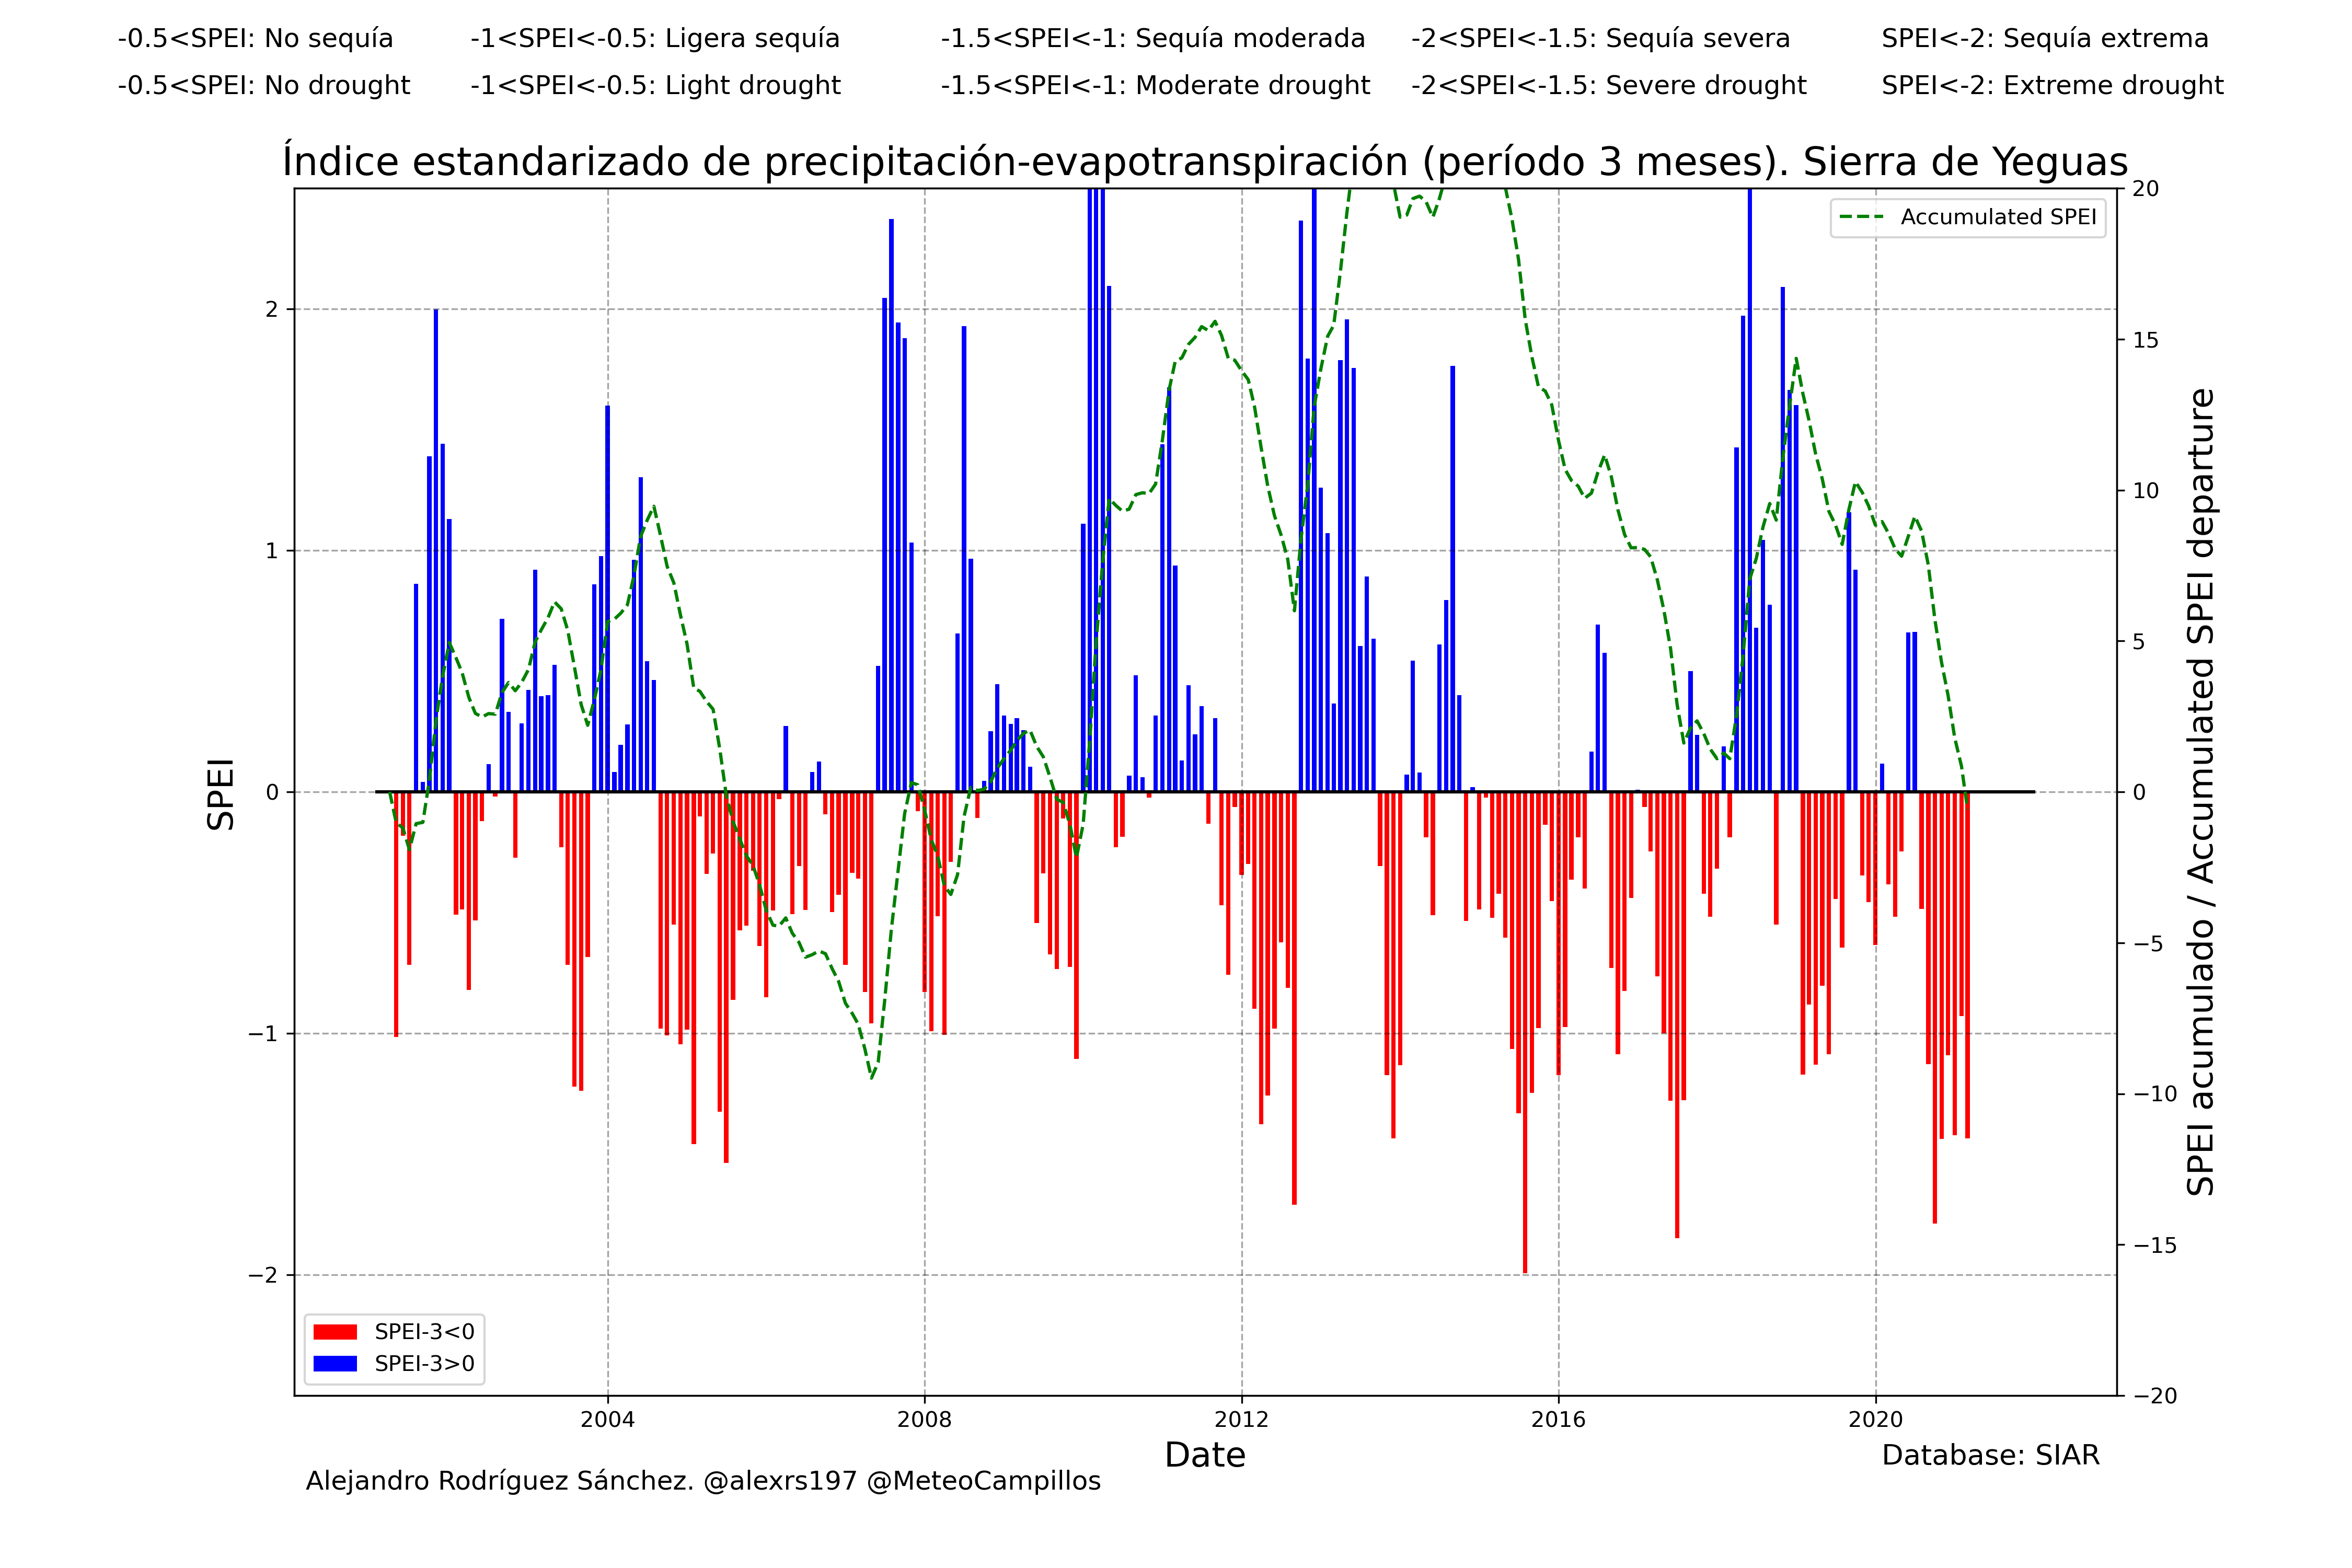 -0.5<SPEI: No sequía -1<SPEI<-0.5: Ligera sequía -1.5<SPEI<-1: Sequía moderada -2<SPEI<-1.5: Sequía severa SPEI<-2: Sequía extrema
-0.5<SPEI: No drought -1<SPEI<-0.5: Light drought -1.5<SPEI<-1: Moderate drought -2<SPEI<-1.5: Severe drought SPEI<-2: Extreme drought
Índice estandarizado de precipitación-evapotranspiración (período 3 meses). Sierra de Yeguas
Accumulated SPEI
SPEI
2
1
0
−1
−2
20
15
10
5
0
−5
−10
−15
−20
SPEI acumulado / Accumulated SPEI departure
SPEI-3<0
SPEI-3>0
2004 2008 2012 2016 2020
Date
Database: SIAR
Alejandro Rodríguez Sánchez. @alexrs197 @MeteoCampillos